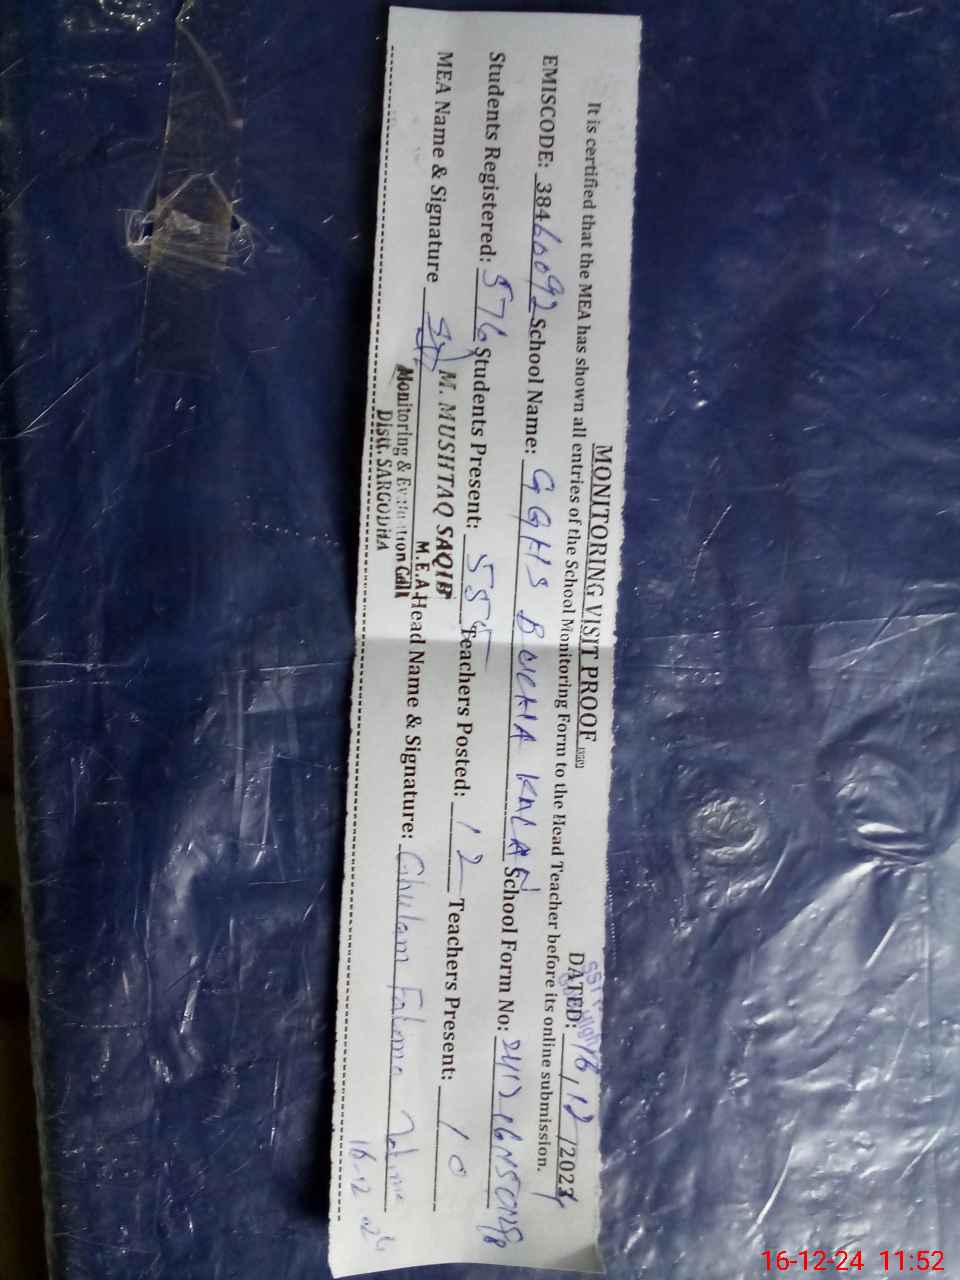 MONITORING VISIT PROOF
DATED: 16/12/2024
It is certified that the MEA has shown all entries of the School Monitoring Form to the Head Teacher before its online submission.
EMISCODE: 38460092 School Name: GGHS BUCHA KALAN School Form No:
Students Registered: 576 Students Present: 555 Teachers Posted: 12 Teachers Present: 10
MEA Name & Signature Head Name & Signature: Ghulam Fatima
M. MUSHTAQ SAQIB
M.E.A
Monitoring & Evaluation Cell
Distt. SARGODHA
16-12-24
16-12-24 11:52